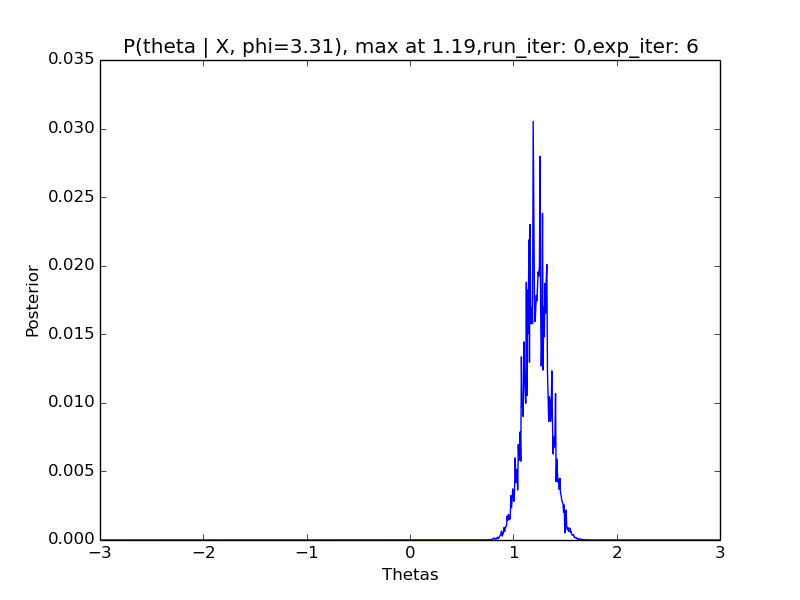 P(theta | X, phi=3.31), max at 1.19,run_iter: 0,exp_iter: 6
0.035
0.030
0.025
0.020
0.015
0.010
0.005
0.000
Posterior
−3 −2 −1 0 1 2 3
Thetas